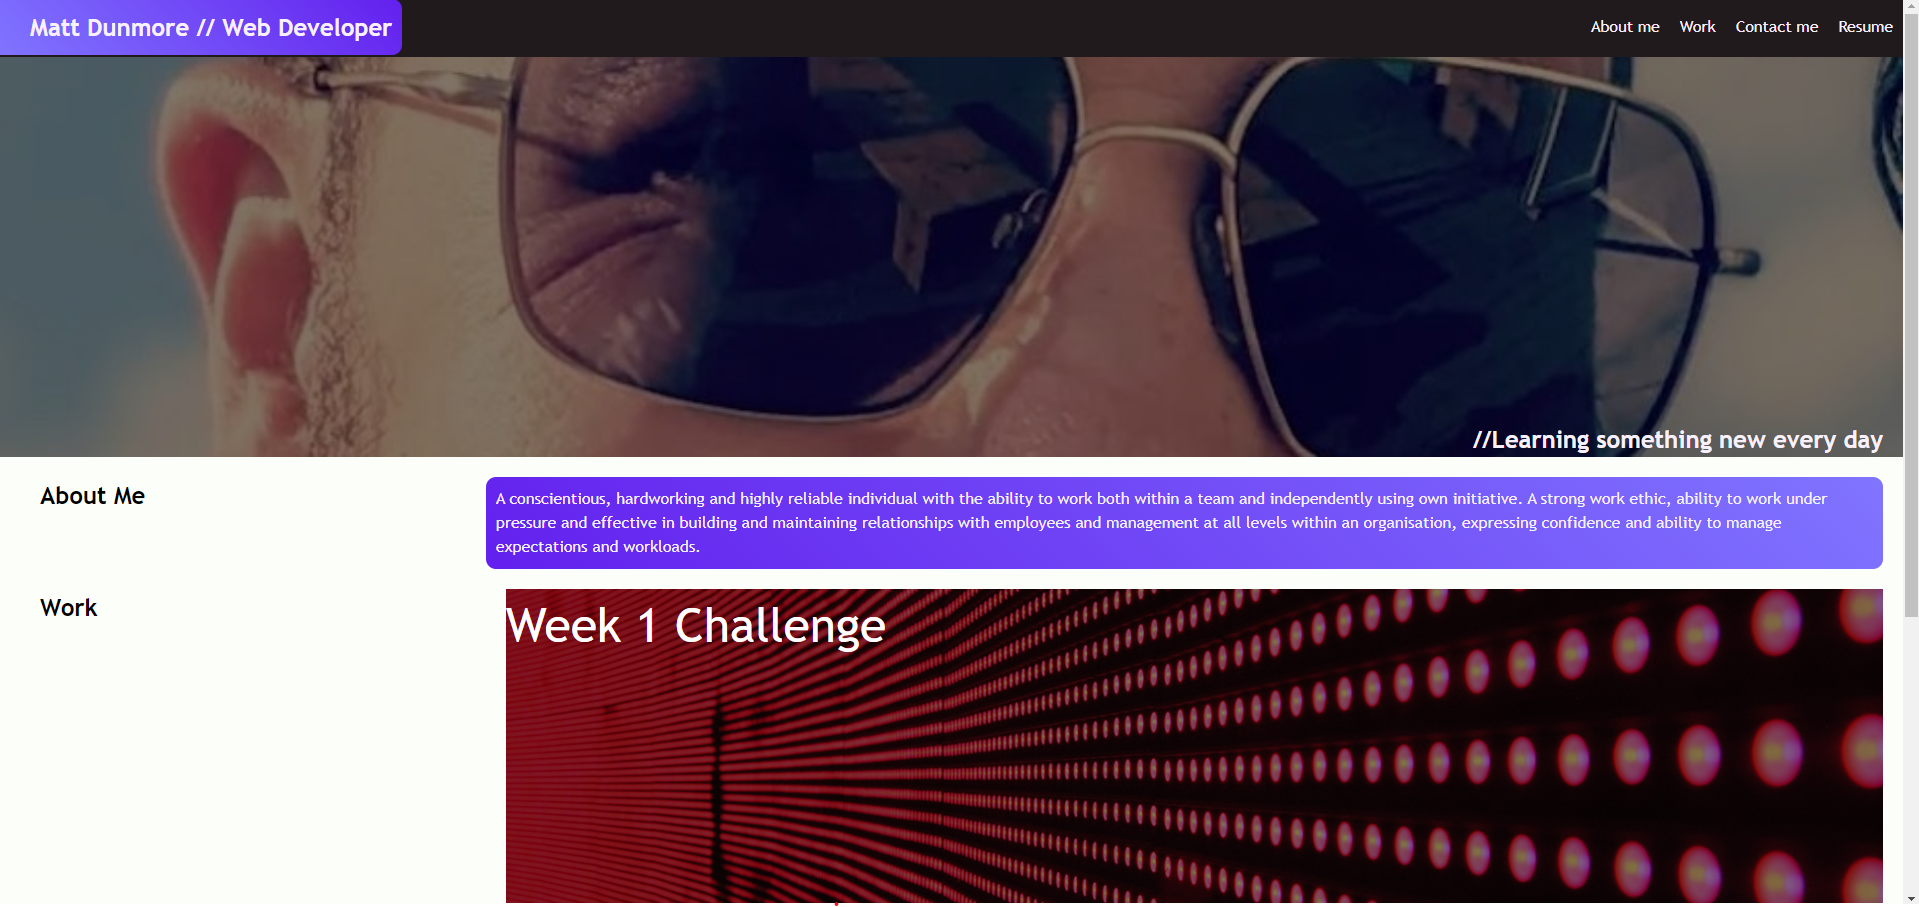 Matt Dunmore // Web Developer
About me Work Contact me Resume
//Learning something new every day
About Me
A conscientious, hardworking and highly reliable individual with the ability to work both within a team and independently using own initiative. A strong work ethic, ability to work under
pressure and effective in building and maintaining relationships with employees and management at all levels within an organisation, expressing confidence and ability to manage
expectations and workloads.
Work
Week 1 Challenge